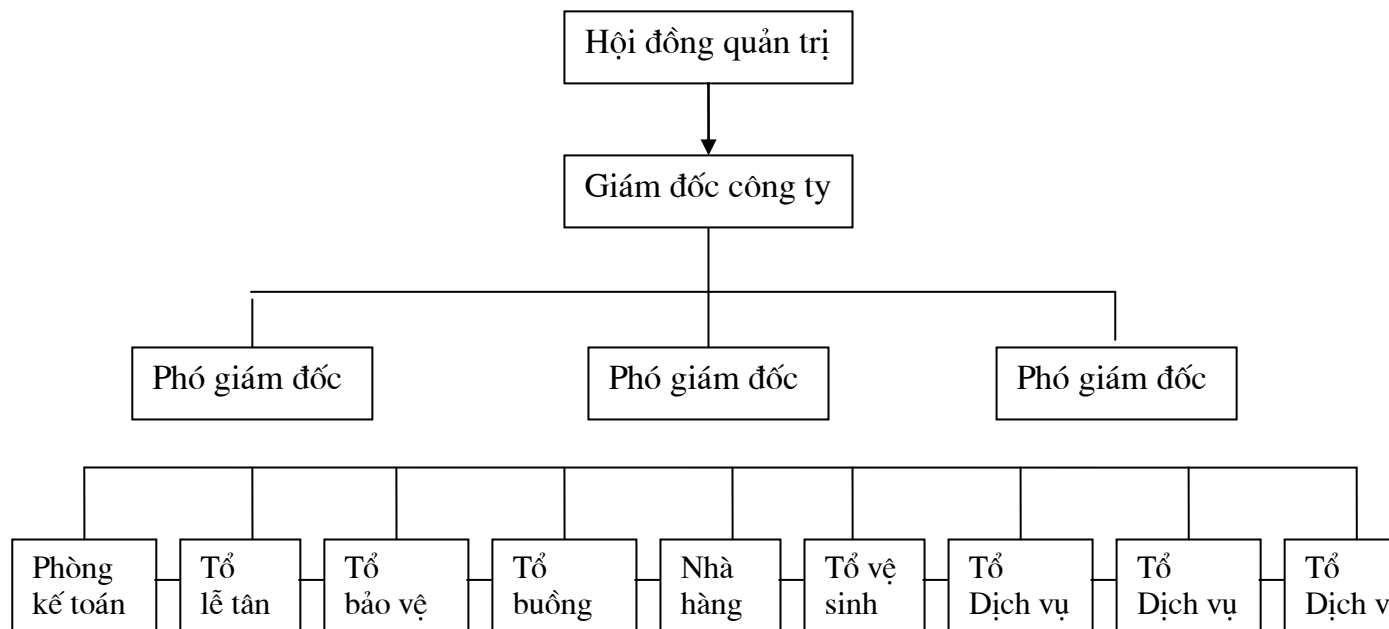 Hội đồng quản trị
Giám đốc công ty
Phó giám đốc
Phó giám đốc
Phó giám đốc
Phòng
kế toán
Tổ
lễ tân
Tổ
bảo vệ
Tổ
buồng
Nhà
hàng
Tổ vệ
sinh
Tổ
Dịch vụ
Tổ
Dịch vụ
Tổ
Dịch v